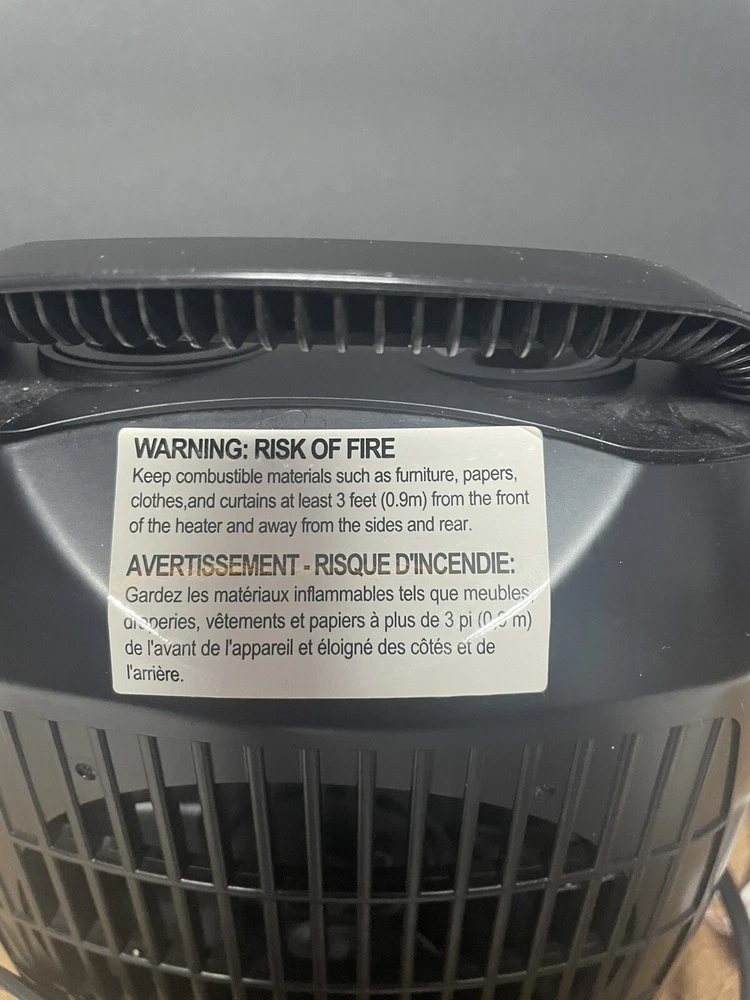 WARNING: RISK OF FIRE
Keep combustible materials such as furniture, papers,
clothes,and curtains at least 3 feet (0.9m) from the front
of the heater and away from the sides and rear.
AVERTISSEMENT - RISQUE D'INCENDIE:
Gardez les matériaux inflammables tels que meubles,
draperies, vêtements et papiers à plus de 3 pi (0.9 m)
de l'avant de l'appareil et éloigné des côtés et de
l'arrière.